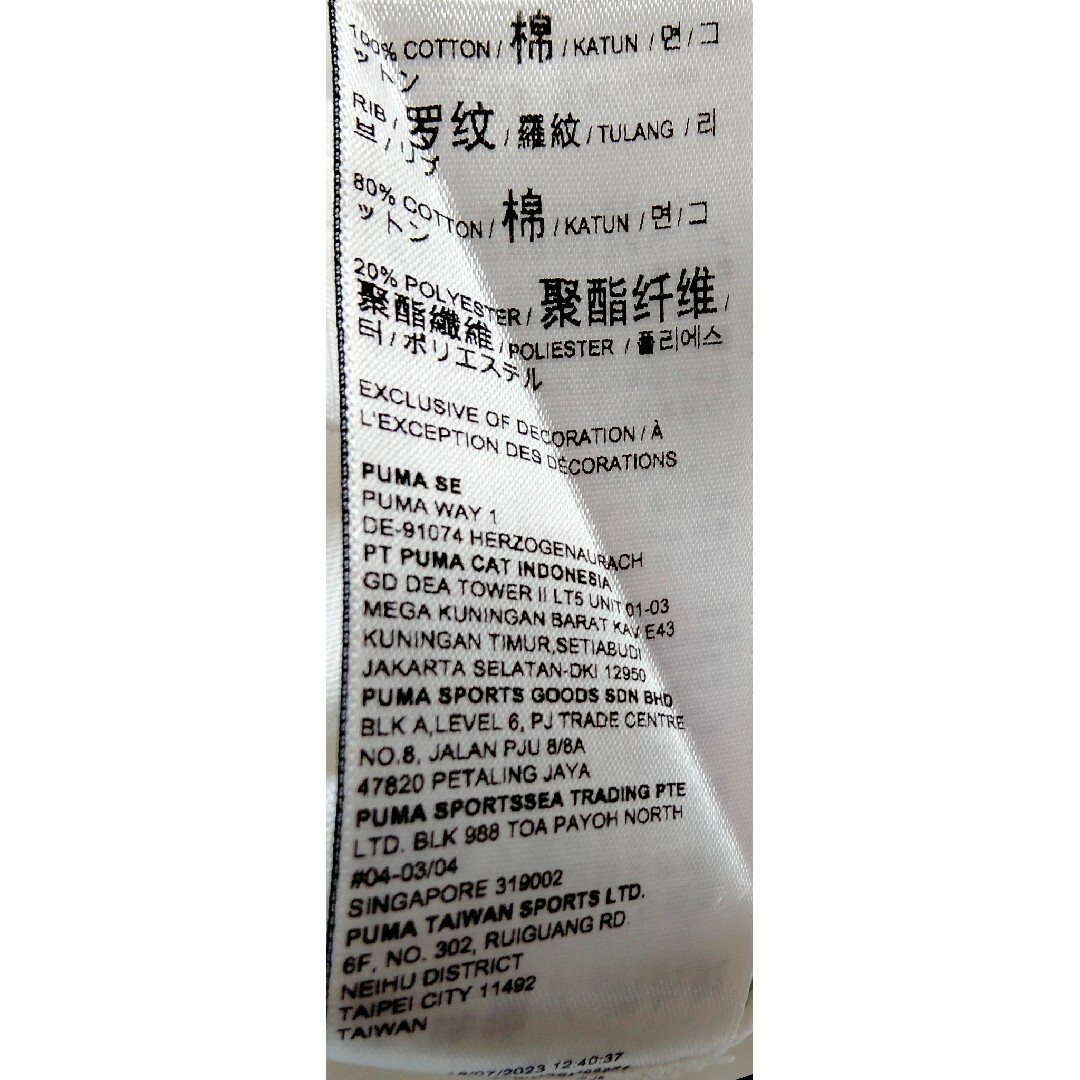 100% COTTON / 棉 / KATUN / 면 / コ
ットン
RIB / 罗纹 / 羅紋 / TULANG / 리
브 / リブ
80% COTTON / 棉 / KATUN / 면 / コ
ットン
20% POLYESTER / 聚酯纤维 /
聚酯纖維 / POLIESTER / 폴리에스
터 / ポリエステル
EXCLUSIVE OF DECORATION / À
L'EXCEPTION DES DÉCORATIONS
PUMA SE
PUMA WAY 1
DE-91074 HERZOGENAURACH
PT PUMA CAT INDONESIA
GD DEA TOWER II LT5 UNIT 01-03
MEGA KUNINGAN BARAT KAV E43
KUNINGAN TIMUR,SETIABUDI
JAKARTA SELATAN-DKI 12950
PUMA SPORTS GOODS SDN BHD
BLK A,LEVEL 6, PJ TRADE CENTRE
NO.8, JALAN PJU 8/8A
47820 PETALING JAYA
PUMA SPORTSSEA TRADING PTE
LTD. BLK 988 TOA PAYOH NORTH
#04-03/04
SINGAPORE 319002
PUMA TAIWAN SPORTS LTD.
6F, NO. 302, RUIGUANG RD.
NEIHU DISTRICT
TAIPEI CITY 11492
TAIWAN
12:40:37